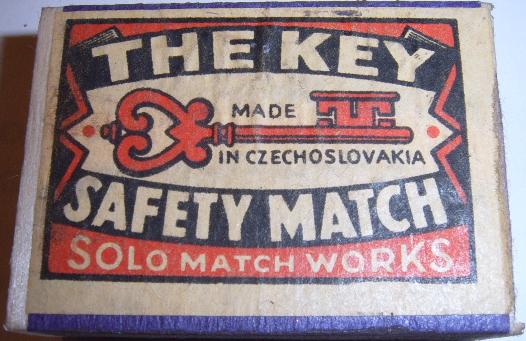 THE KEY
MADE
IN CZECHOSLOVAKIA
SAFETY MATCH
SOLO MATCH WORKS